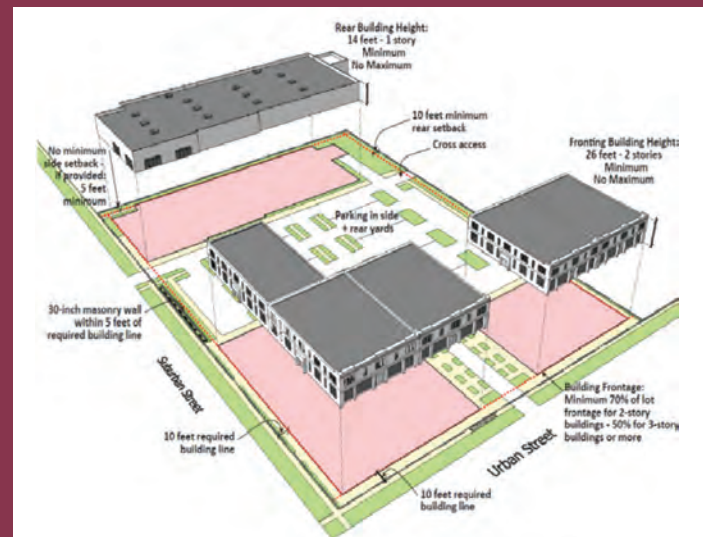 Rear Building Height:
14 feet - 1 story
Minimum
No Maximum
10 feet minimum
rear setback
Cross access
Fronting Building Height:
26 feet - 2 stories
Minimum
No Maximum
No minimum
side setback -
if provided:
5 feet
minimum
Parking in side
+ rear yards
30-inch masonry wall
within 5 feet of
required building line
Suburban Street
Building Frontage:
Minimum 70% of lot
frontage for 2-story
buildings - 50% for 3-story
buildings or more
Urban Street
10 feet required
building line
10 feet required
building line